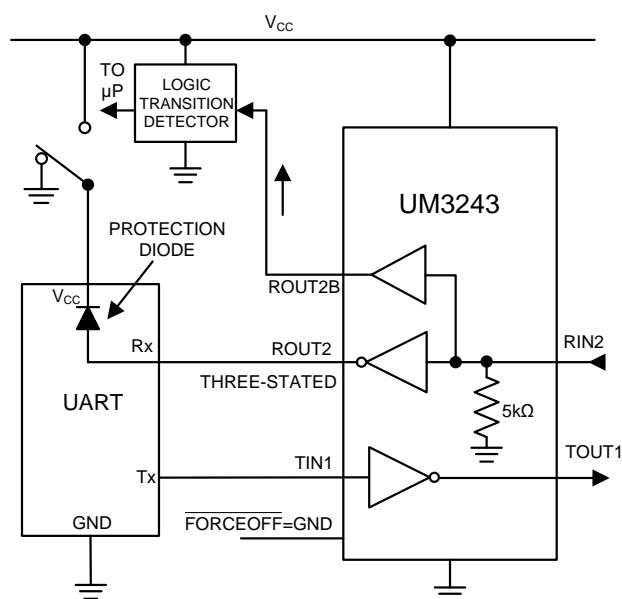 VCC
TO
µP
LOGIC
TRANSITION
DETECTOR
UM3243
PROTECTION
DIODE
VCC
ROUT2B
Rx
ROUT2
RIN2
THREE-STATED
UART
5kΩ
Tx
TIN1
TOUT1
GND
FORCEOFF=GND